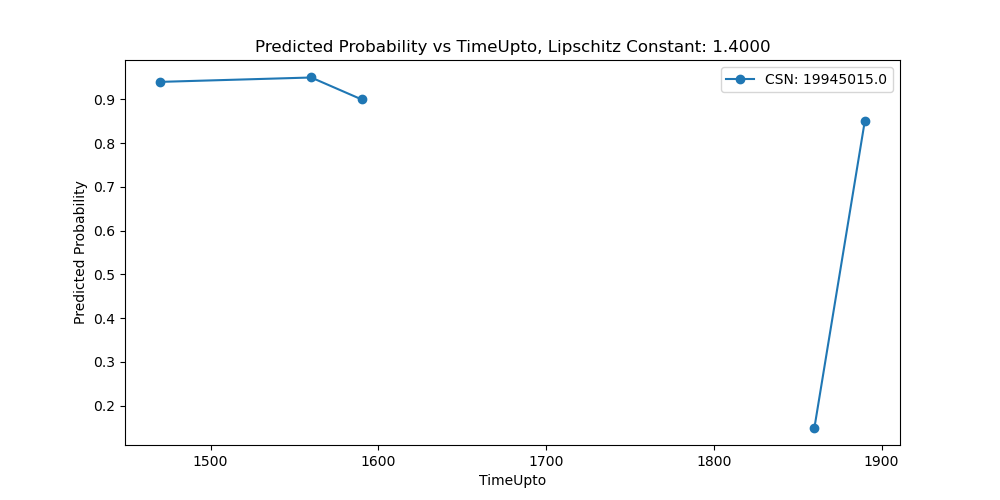 Predicted Probability vs TimeUpto, Lipschitz Constant: 1.4000
CSN: 19945015.0
Predicted Probability
0.9
0.8
0.7
0.6
0.5
0.4
0.3
0.2
1500 1600 1700 1800 1900
TimeUpto